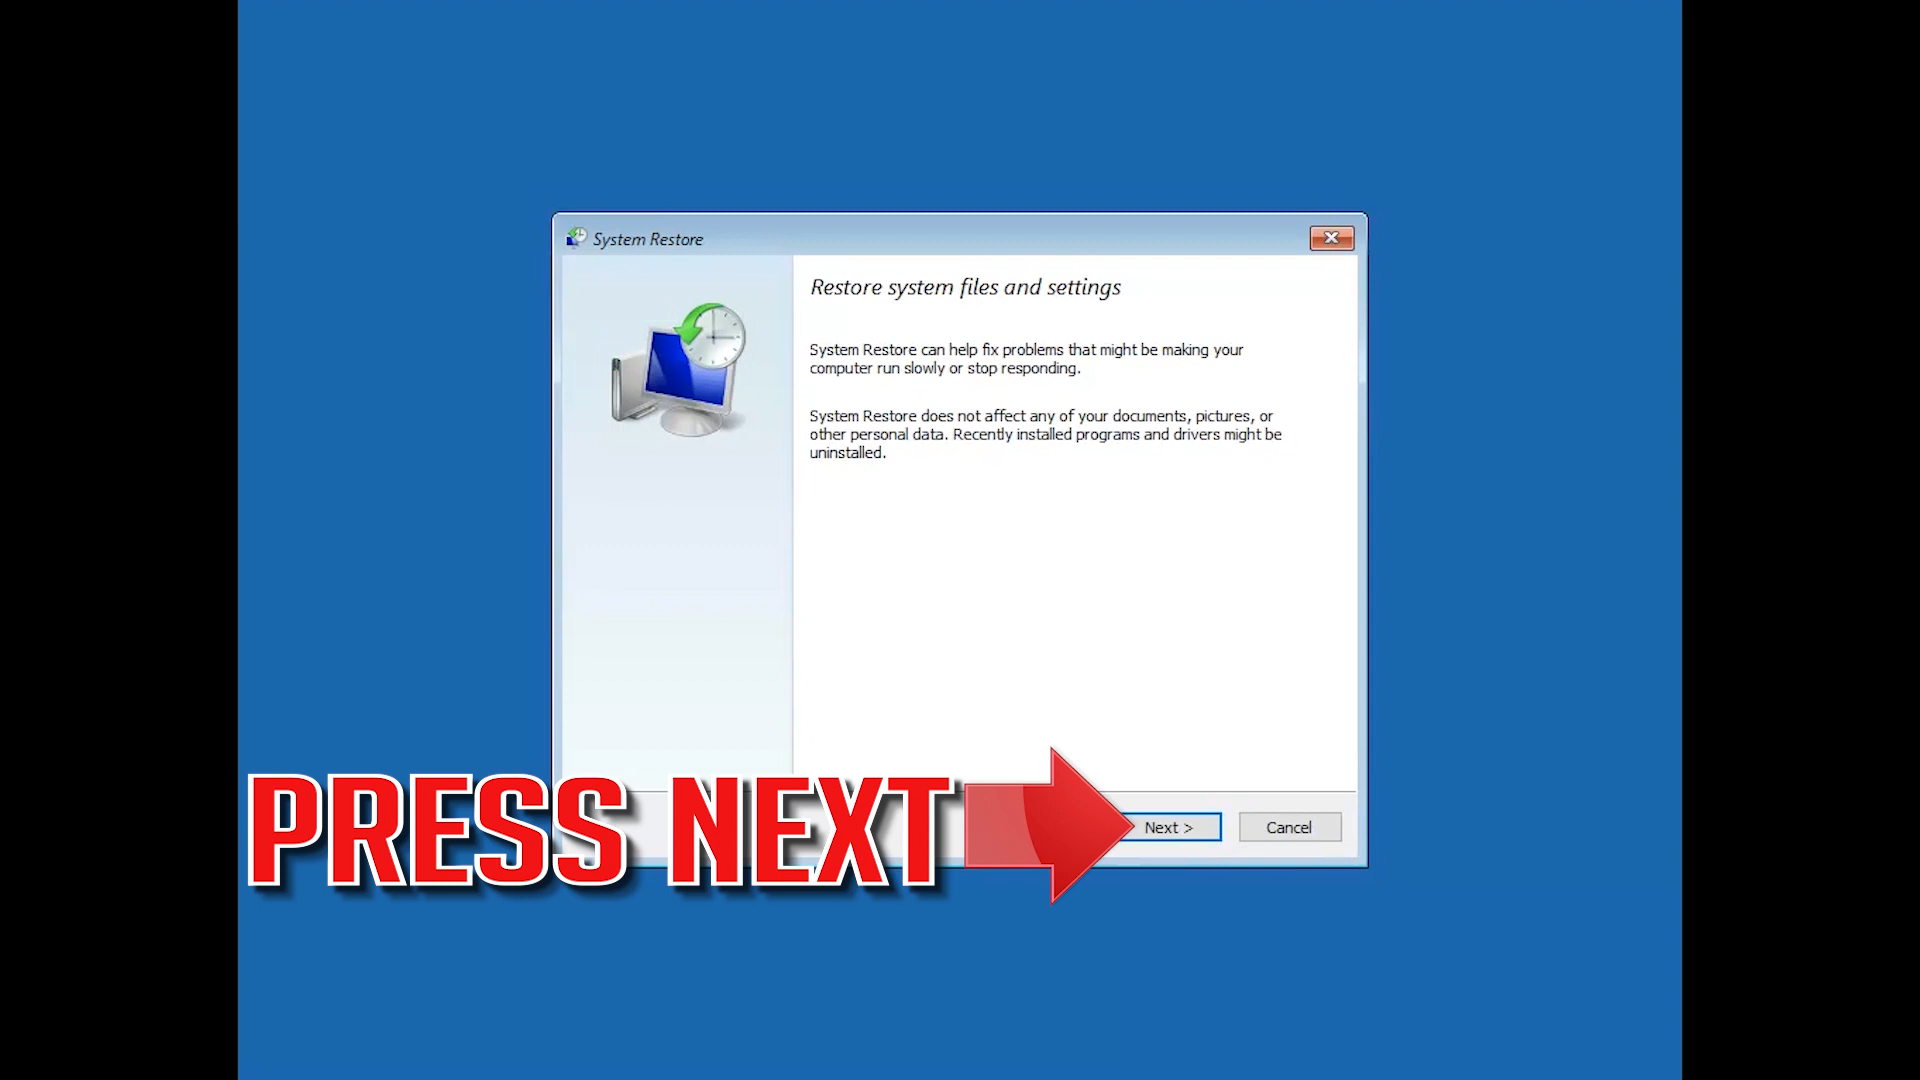 System Restore
Restore system files and settings
System Restore can help fix problems that might be making your
computer run slowly or stop responding.
System Restore does not affect any of your documents, pictures, or
other personal data. Recently installed programs and drivers might be
uninstalled.
PRESS NEXT
Next >
Cancel